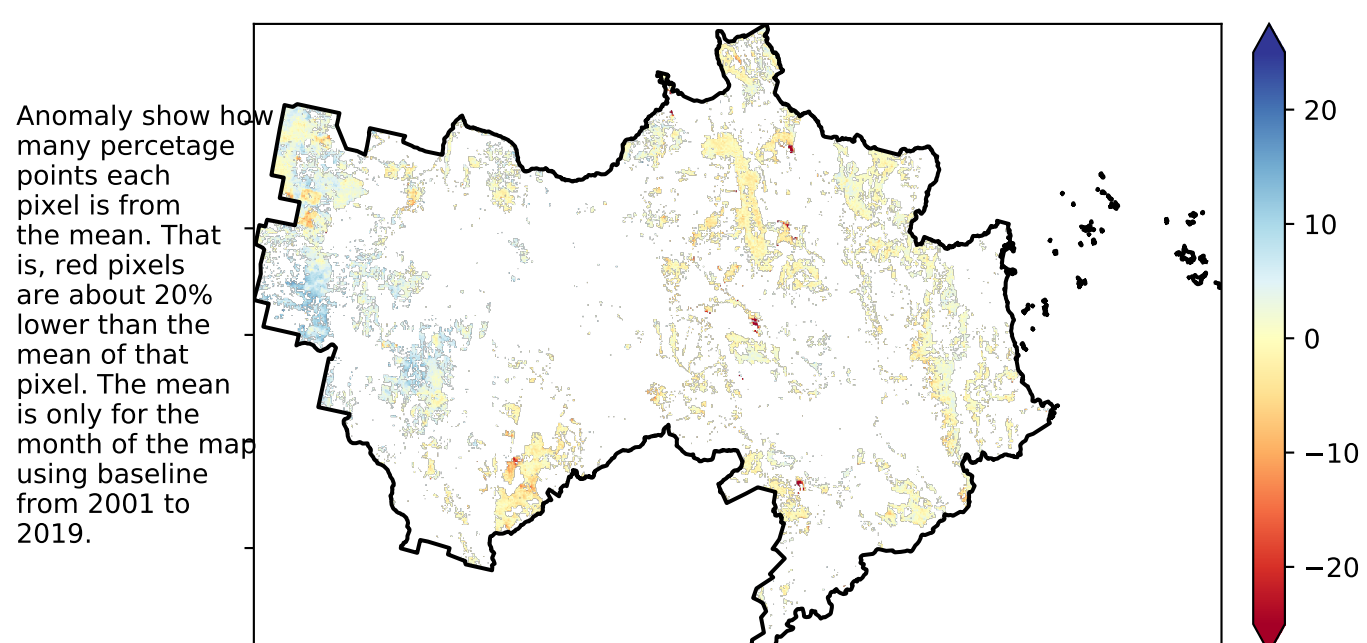 Anomaly show how
many percetage
points each
pixel is from
the mean. That
is, red pixels
are about 20%
lower than the
mean of that
pixel. The mean
is only for the
month of the map
using baseline
from 2001 to
2019.
20
10
0
−10
−20